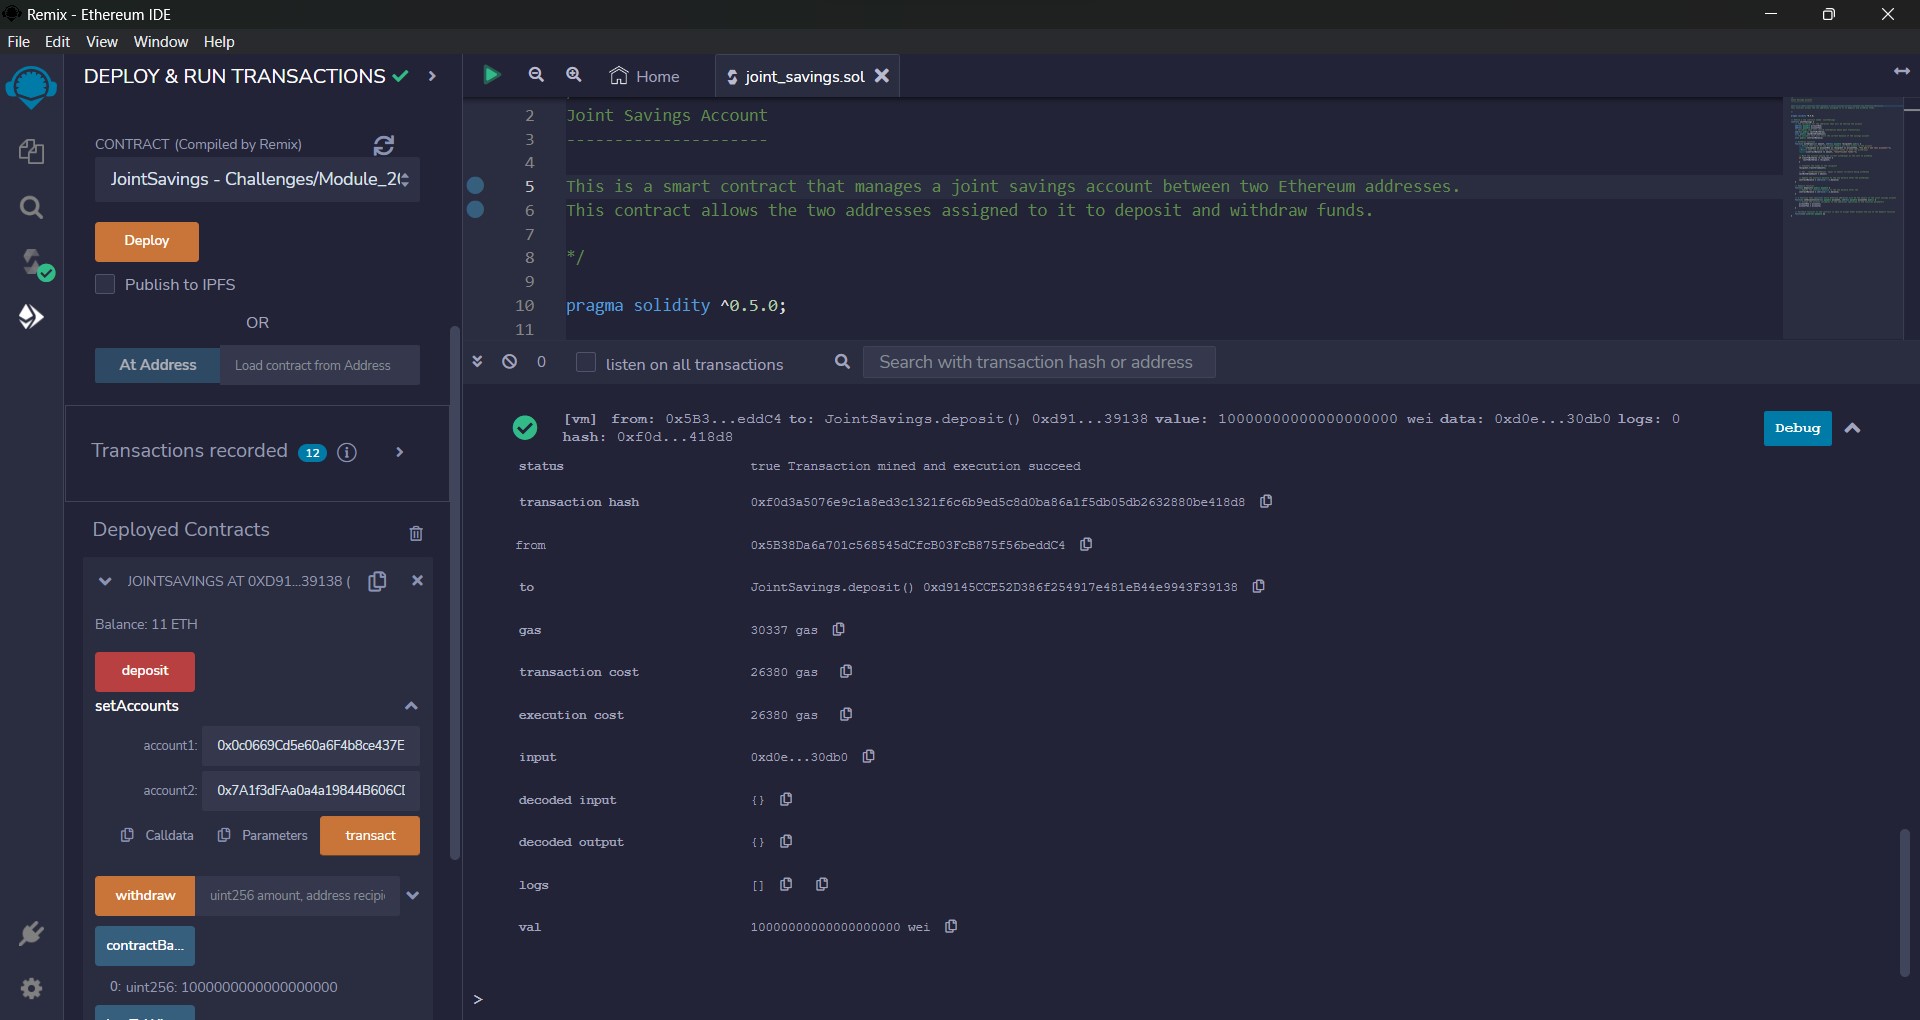 Remix - Ethereum IDE
File Edit View Window Help
DEPLOY & RUN TRANSACTIONS
CONTRACT (Compiled by Remix)
JointSavings - Challenges/Module_2(
Deploy
Publish to IPFS
OR
At Address Load contract from Address
Transactions recorded 12 i
Deployed Contracts
JOINTSAVINGS AT 0XD91...39138 (
Balance: 11 ETH
deposit
setAccounts
account1: 0x0c0669Cd5e60a6F4b8ce437E
account2: 0x7A1f3dFAa0a4a19844B606CI
Calldata Parameters transact
withdraw uint256 amount, address recipi
contractBa...
0: uint256: 1000000000000000000
Home joint_savings.sol
2 Joint Savings Account
3 ---------------------
4
5 This is a smart contract that manages a joint savings account between two Ethereum addresses.
6 This contract allows the two addresses assigned to it to deposit and withdraw funds.
7
8 */
9
10 pragma solidity ^0.5.0;
11
0 listen on all transactions Search with transaction hash or address
[vm] from: 0x5B3...eddC4 to: JointSavings.deposit() 0xd91...39138 value: 10000000000000000000 wei data: 0xd0e...30db0 logs: 0
hash: 0xf0d...418d8
Debug
status true Transaction mined and execution succeed
transaction hash 0xf0d3a5076e9c1a8ed3c1321f6c6b9ed5c8d0ba86a1f5db05db2632880be418d8
from 0x5B38Da6a701c568545dCfcB03FcB875f56beddC4
to JointSavings.deposit() 0xd9145CCE52D386f254917e481eB44e9943F39138
gas 30337 gas
transaction cost 26380 gas
execution cost 26380 gas
input 0xd0e...30db0
decoded input {}
decoded output {}
logs []
val 10000000000000000000 wei
>